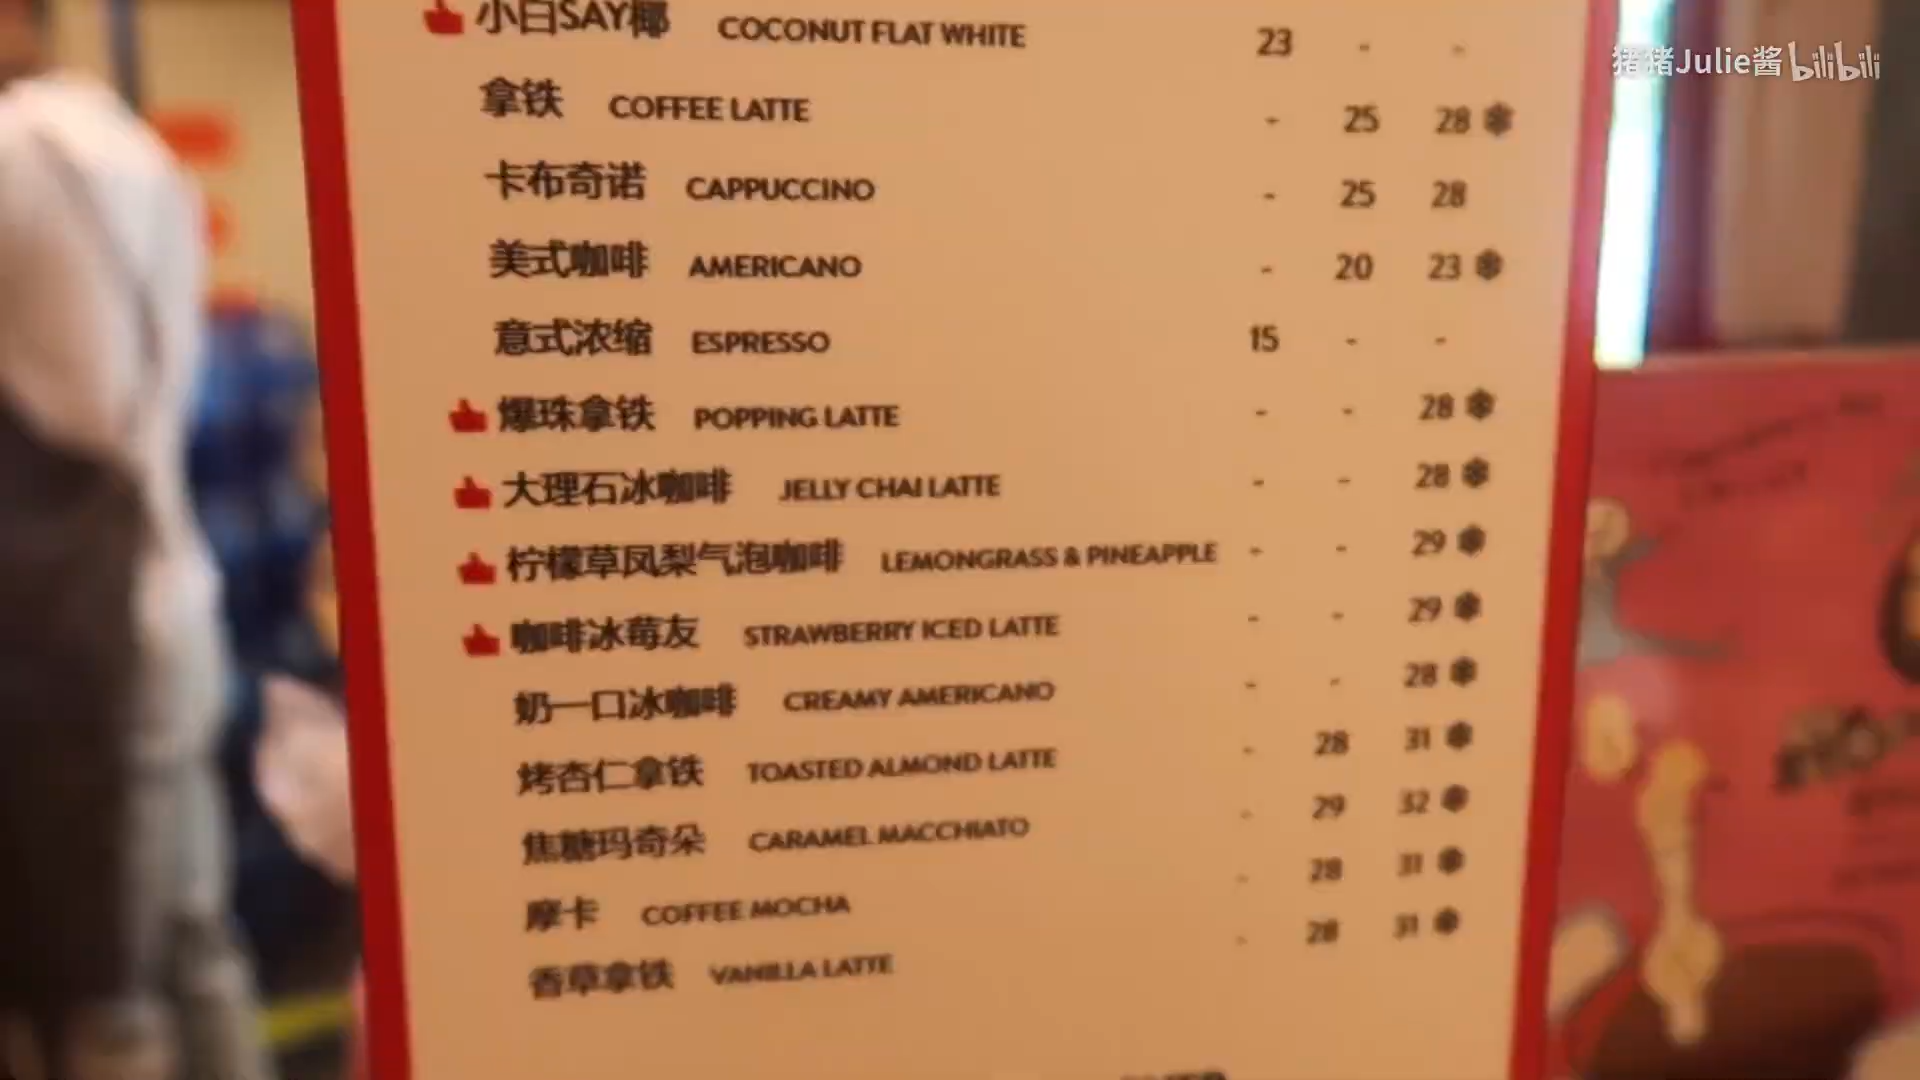 猪猪Julie酱 bilibili
小白SAY椰 COCONUT FLAT WHITE 23 - -
拿铁 COFFEE LATTE - 25 28
卡布奇诺 CAPPUCCINO - 25 28
美式咖啡 AMERICANO - 20 23
意式浓缩 ESPRESSO 15 - -
爆珠拿铁 POPPING LATTE - - 28
大理石冰咖啡 JELLY CHAI LATTE - - 28
柠檬草凤梨气泡咖啡 LEMONGRASS & PINEAPPLE - - 29
咖啡冰莓友 STRAWBERRY ICED LATTE - - 29
奶一口冰咖啡 CREAMY AMERICANO - - 28
烤杏仁拿铁 TOASTED ALMOND LATTE - 28 31
焦糖玛奇朵 CARAMEL MACCHIATO - 29 32
摩卡 COFFEE MOCHA - 28 31
香草拿铁 VANILLA LATTE - 28 31